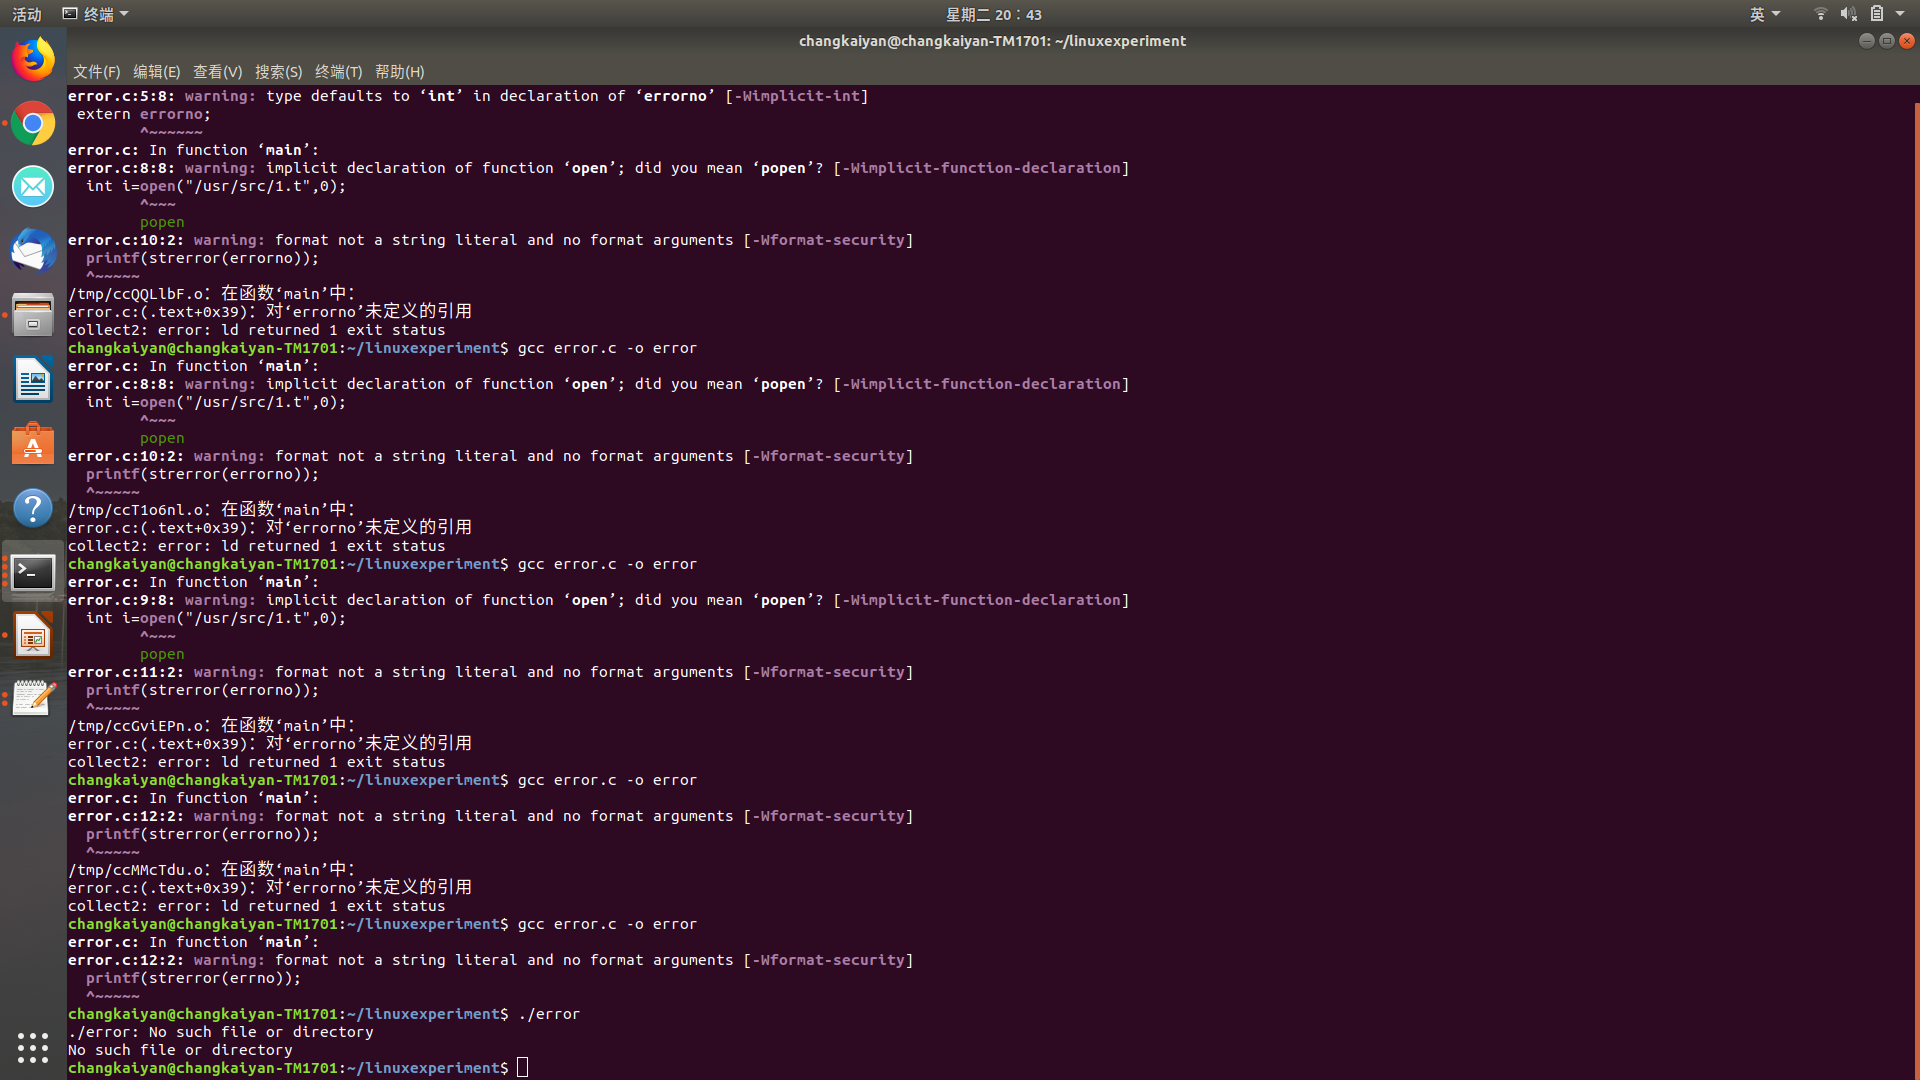 活动 终端 星期二 20：43 英
changkaiyan@changkaiyan-TM1701: ~/linuxexperiment
文件(F) 编辑(E) 查看(V) 搜索(S) 终端(T) 帮助(H)
error.c:5:8: warning: type defaults to ‘int’ in declaration of ‘errorno’ [-Wimplicit-int]
 extern errorno;
        ^~~~~~~
error.c: In function ‘main’:
error.c:8:8: warning: implicit declaration of function ‘open’; did you mean ‘popen’? [-Wimplicit-function-declaration]
  int i=open("/usr/src/1.t",0);
        ^~~~
        popen
error.c:10:2: warning: format not a string literal and no format arguments [-Wformat-security]
  printf(strerror(errorno));
  ^~~~~~
/tmp/ccQQLlbF.o：在函数‘main’中：
error.c:(.text+0x39)：对‘errorno’未定义的引用
collect2: error: ld returned 1 exit status
changkaiyan@changkaiyan-TM1701:~/linuxexperiment$ gcc error.c -o error
error.c: In function ‘main’:
error.c:8:8: warning: implicit declaration of function ‘open’; did you mean ‘popen’? [-Wimplicit-function-declaration]
  int i=open("/usr/src/1.t",0);
        ^~~~
        popen
error.c:10:2: warning: format not a string literal and no format arguments [-Wformat-security]
  printf(strerror(errorno));
  ^~~~~~
/tmp/ccT1o6nl.o：在函数‘main’中：
error.c:(.text+0x39)：对‘errorno’未定义的引用
collect2: error: ld returned 1 exit status
changkaiyan@changkaiyan-TM1701:~/linuxexperiment$ gcc error.c -o error
error.c: In function ‘main’:
error.c:9:8: warning: implicit declaration of function ‘open’; did you mean ‘popen’? [-Wimplicit-function-declaration]
  int i=open("/usr/src/1.t",0);
        ^~~~
        popen
error.c:11:2: warning: format not a string literal and no format arguments [-Wformat-security]
  printf(strerror(errorno));
  ^~~~~~
/tmp/ccGviEPn.o：在函数‘main’中：
error.c:(.text+0x39)：对‘errorno’未定义的引用
collect2: error: ld returned 1 exit status
changkaiyan@changkaiyan-TM1701:~/linuxexperiment$ gcc error.c -o error
error.c: In function ‘main’:
error.c:12:2: warning: format not a string literal and no format arguments [-Wformat-security]
  printf(strerror(errorno));
  ^~~~~~
/tmp/ccMMcTdu.o：在函数‘main’中：
error.c:(.text+0x39)：对‘errorno’未定义的引用
collect2: error: ld returned 1 exit status
changkaiyan@changkaiyan-TM1701:~/linuxexperiment$ gcc error.c -o error
error.c: In function ‘main’:
error.c:12:2: warning: format not a string literal and no format arguments [-Wformat-security]
  printf(strerror(errno));
  ^~~~~~
changkaiyan@changkaiyan-TM1701:~/linuxexperiment$ ./error
./error: No such file or directory
No such file or directory
changkaiyan@changkaiyan-TM1701:~/linuxexperiment$